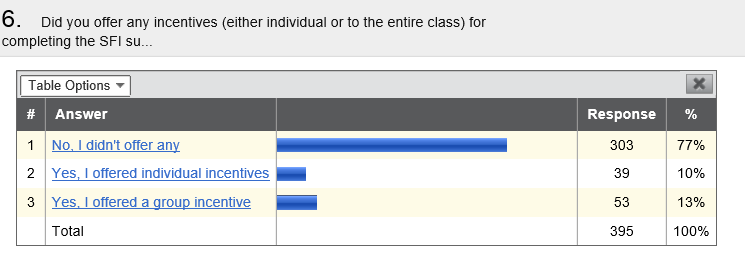 6. Did you offer any incentives (either individual or to the entire class) for
completing the SFI su...
Table Options
# Answer Response %
1 No, I didn't offer any 303 77%
2 Yes, I offered individual incentives 39 10%
3 Yes, I offered a group incentive 53 13%
Total 395 100%